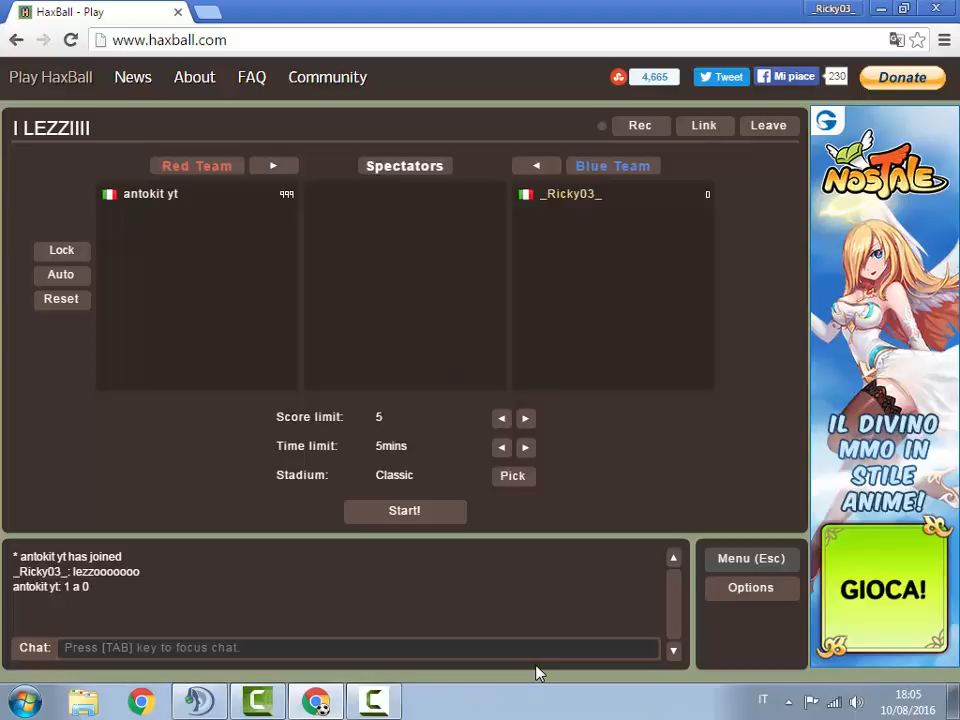 HaxBall - Play
_Ricky03_
www.haxball.com
Play HaxBall News About FAQ Community
4,665 Tweet Mi piace 230 Donate
I LEZZIIII
Rec Link Leave
Red Team Spectators Blue Team
antokit yt 999
_Ricky03_ 0
Lock
Auto
Reset
Score limit: 5
Time limit: 5mins
Stadium: Classic Pick
Start!
* antokit yt has joined
_Ricky03_: lezzooooooo
antokit yt: 1 a 0
Chat: Press [TAB] key to focus chat.
Menu (Esc)
Options
NOSTALE
IL DIVINO
MMO IN
STILE
ANIME!
GIOCA!
IT
18:05
10/08/2016